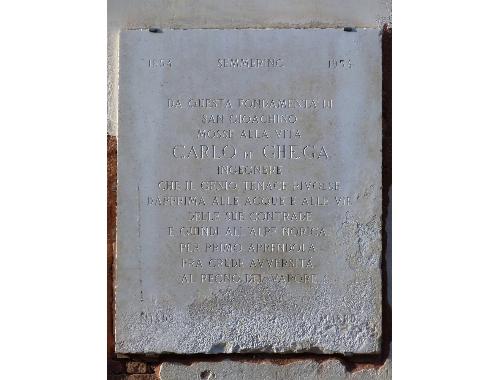 1854 SEMMERING 1954
DA QUESTA FONDAMENTA DI
SAN GIOACHINO
MOSSE ALLA VITA
CARLO DI GHEGA
INGEGNERE
CHE IL GENIO TENACE RIVOLSE
DAPPRIMA ALLE ACQUE E ALLE VIE
DELLE SUE CONTRADE
E QUINDI ALL'ALPE NORICA
PER PRIMO APRENDOLA
FRA CRUDE AVVERSITÀ
AL REGNO DEL VAPORE